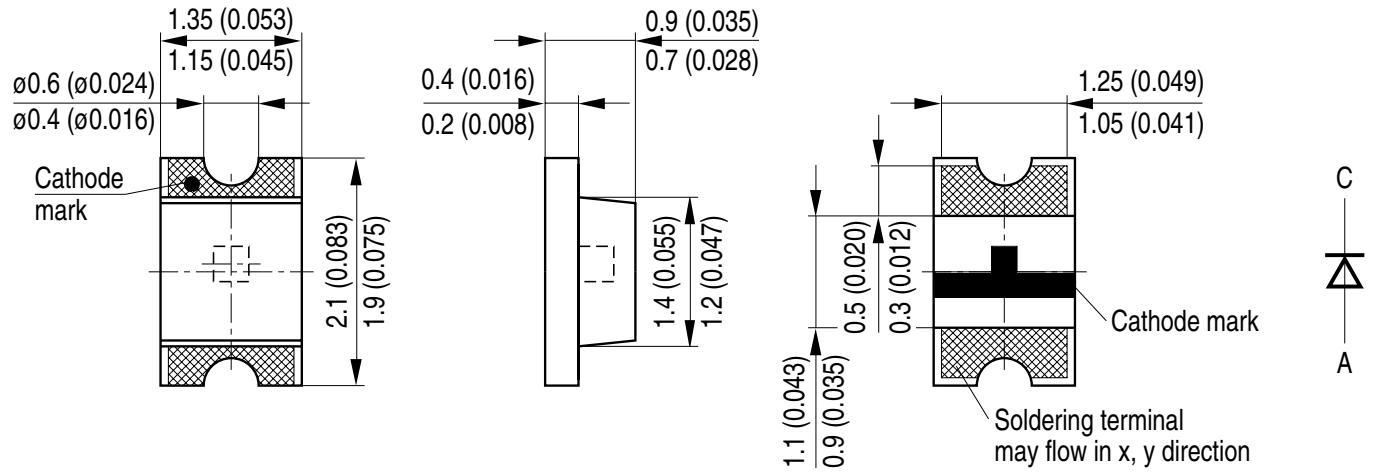 1.35 (0.053)
1.15 (0.045)
ø0.6 (ø0.024)
ø0.4 (ø0.016)
Cathode
mark
2.1 (0.083)
1.9 (0.075)
0.9 (0.035)
0.7 (0.028)
0.4 (0.016)
0.2 (0.008)
1.4 (0.055)
1.2 (0.047)
1.25 (0.049)
1.05 (0.041)
0.5 (0.020)
0.3 (0.012)
1.1 (0.043)
0.9 (0.035)
Cathode mark
Soldering terminal
may flow in x, y direction
C
A